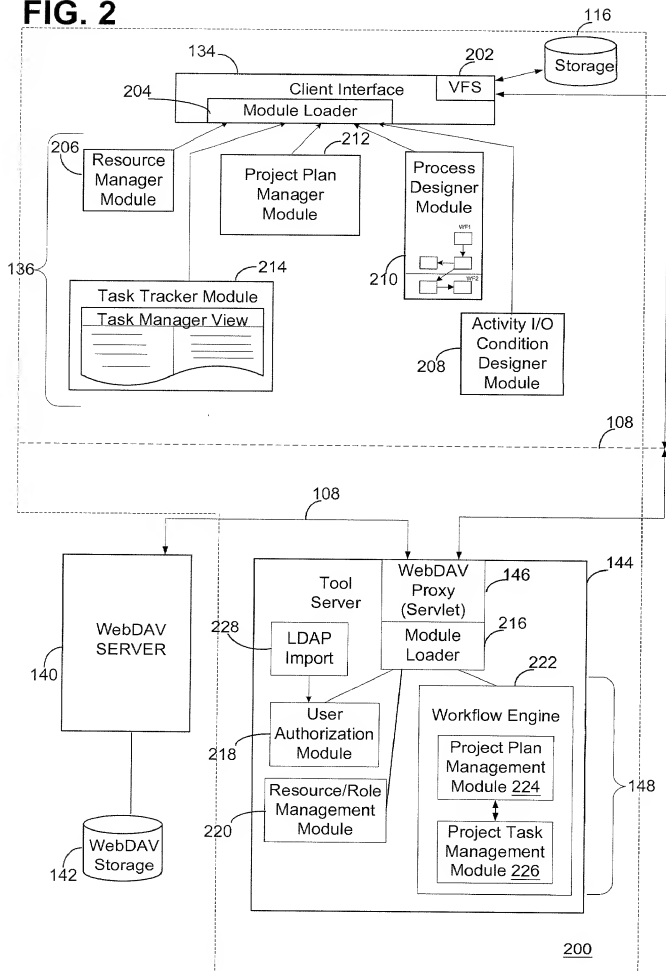 FIG. 2
116
Storage
134
202
Client Interface
VFS
204
Module Loader
206
Resource
Manager
Module
212
Project Plan
Manager
Module
Process
Designer
Module
WF1
WF2
210
136
214
Task Tracker Module
Task Manager View
208
Activity I/O
Condition
Designer
Module
108
108
WebDAV
SERVER
140
WebDAV
Storage
142
Tool
Server
WebDAV
Proxy
(Servlet)
146
144
Module
Loader
216
228
LDAP
Import
222
User
Authorization
Module
218
Workflow Engine
Project Plan
Management
Module 224
148
Resource/Role
Management
Module
220
Project Task
Management
Module 226
200